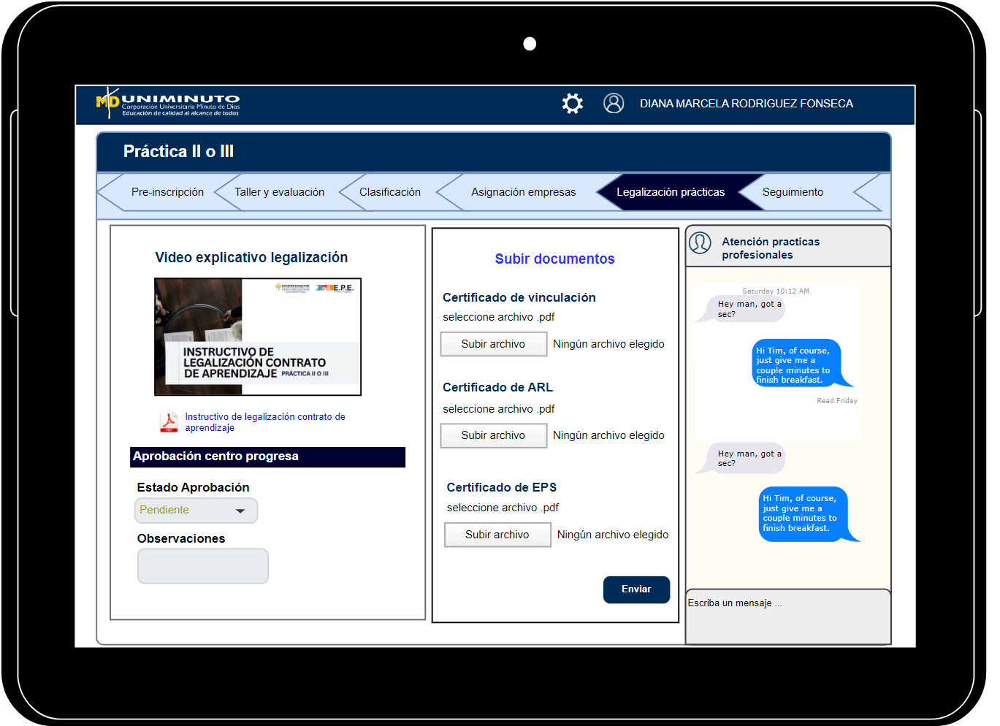 MD UNIMINUTO
Corporación Universitaria Minuto de Dios
Educación de calidad al alcance de todos
DIANA MARCELA RODRIGUEZ FONSECA
Práctica II o III
Pre-inscripción
Taller y evaluación
Clasificación
Asignación empresas
Legalización prácticas
Seguimiento
Video explicativo legalización
UNIMINUTO
E.P.E.
INSTRUCTIVO DE
LEGALIZACIÓN CONTRATO
DE APRENDIZAJE PRÁCTICA II O III
PDF
Instructivo de legalización contrato de
aprendizaje
Aprobación centro progresa
Estado Aprobación
Pendiente
Observaciones
Subir documentos
Certificado de vinculación
seleccione archivo .pdf
Subir archivo Ningún archivo elegido
Certificado de ARL
seleccione archivo .pdf
Subir archivo Ningún archivo elegido
Certificado de EPS
seleccione archivo .pdf
Subir archivo Ningún archivo elegido
Enviar
Atención practicas
profesionales
Saturday 10:12 AM
Hey man, got a
sec?
Hi Tim, of course,
just give me a
couple minutes to
finish breakfast.
Read Friday
Hey man, got a
sec?
Hi Tim, of course,
just give me a
couple minutes to
finish breakfast.
Escriba un mensaje ...